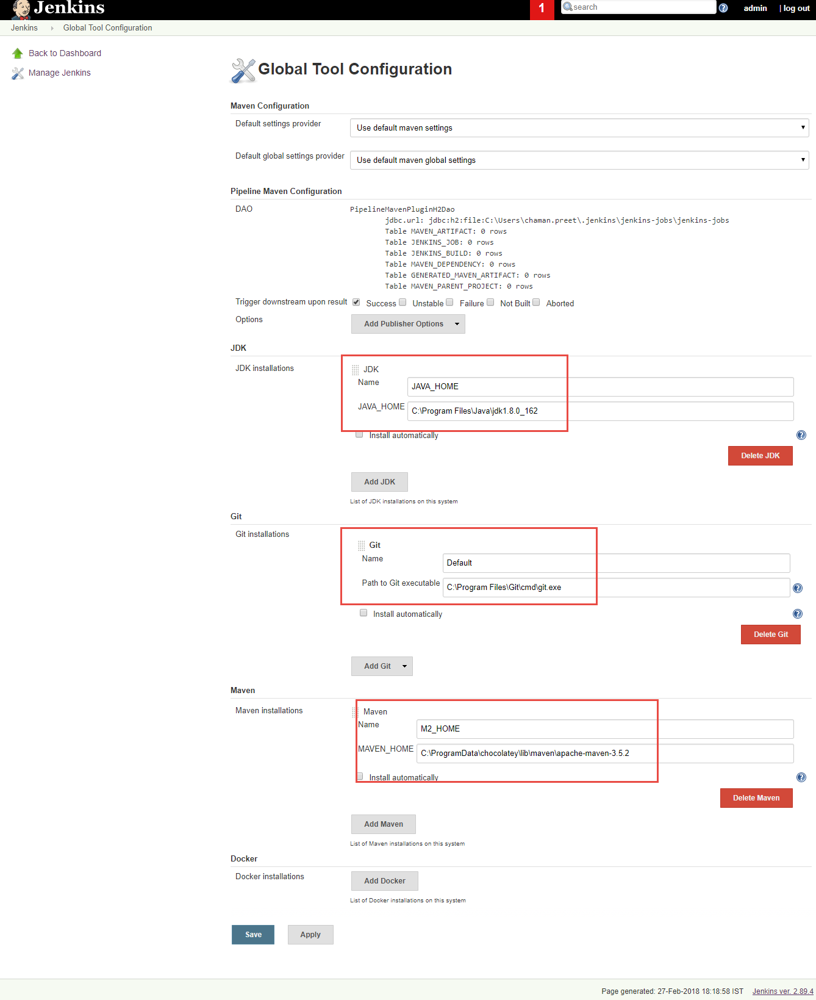 Jenkins
1
search
admin
| log out
Jenkins
Global Tool Configuration
Back to Dashboard
Manage Jenkins
Global Tool Configuration
Maven Configuration
Default settings provider
Use default maven settings
Default global settings provider
Use default maven global settings
Pipeline Maven Configuration
DAO
PipelineMavenPluginH2Dao
jdbc.url: jdbc:h2:file:C:\Users\chaman.preet\.jenkins\jenkins-jobs\jenkins-jobs
Table MAVEN_ARTIFACT: 0 rows
Table JENKINS_JOB: 0 rows
Table JENKINS_BUILD: 0 rows
Table MAVEN_DEPENDENCY: 0 rows
Table GENERATED_MAVEN_ARTIFACT: 0 rows
Table MAVEN_PARENT_PROJECT: 0 rows
Trigger downstream upon result Success Unstable Failure Not Built Aborted
Options
Add Publisher Options
JDK
JDK installations
JDK
Name
JAVA_HOME
JAVA_HOME
C:\Program Files\Java\jdk1.8.0_162
Install automatically
Delete JDK
Add JDK
List of JDK installations on this system
Git
Git installations
Git
Name
Default
Path to Git executable
C:\Program Files\Git\cmd\git.exe
Install automatically
Delete Git
Add Git
Maven
Maven installations
Maven
Name
M2_HOME
MAVEN_HOME
C:\ProgramData\chocolatey\lib\maven\apache-maven-3.5.2
Install automatically
Delete Maven
Add Maven
List of Maven installations on this system
Docker
Docker installations
Add Docker
List of Docker installations on this system
Save
Apply
Page generated: 27-Feb-2018 18:18:58 IST
Jenkins ver. 2.89.4